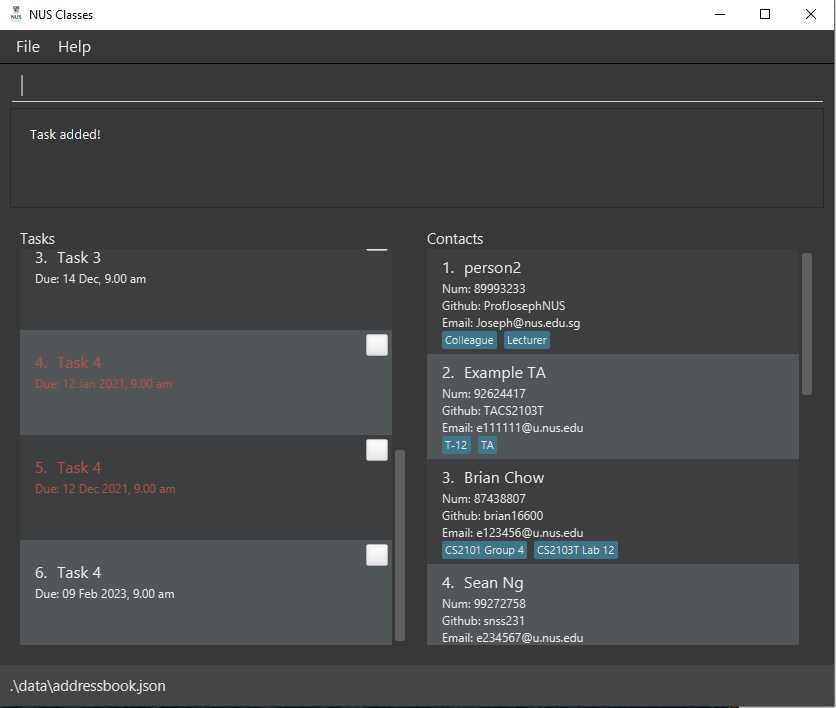 NUS Classes
File Help
Task added!
Tasks
3. Task 3
Due: 14 Dec, 9.00 am
4. Task 4
Due: 12 Jan 2021, 9.00 am
5. Task 4
Due: 12 Dec 2021, 9.00 am
6. Task 4
Due: 09 Feb 2023, 9.00 am
Contacts
1. person2
Num: 89993233
Github: ProfJosephNUS
Email: Joseph@nus.edu.sg
Colleague Lecturer
2. Example TA
Num: 92624417
Github: TACS2103T
Email: e111111@u.nus.edu
T-12 TA
3. Brian Chow
Num: 87438807
Github: brian16600
Email: e123456@u.nus.edu
CS2101 Group 4 CS2103T Lab 12
4. Sean Ng
Num: 99272758
Github: snss231
Email: e234567@u.nus.edu
.\data\addressbook.json